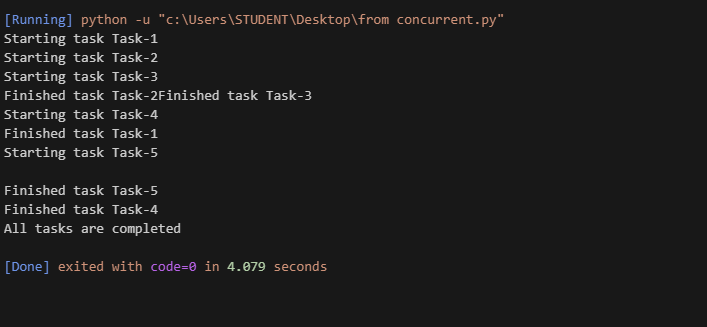 [Running] python -u "c:\Users\STUDENT\Desktop\from concurrent.py"
Starting task Task-1
Starting task Task-2
Starting task Task-3
Finished task Task-2Finished task Task-3
Starting task Task-4
Finished task Task-1
Starting task Task-5
Finished task Task-5
Finished task Task-4
All tasks are completed
[Done] exited with code=0 in 4.079 seconds